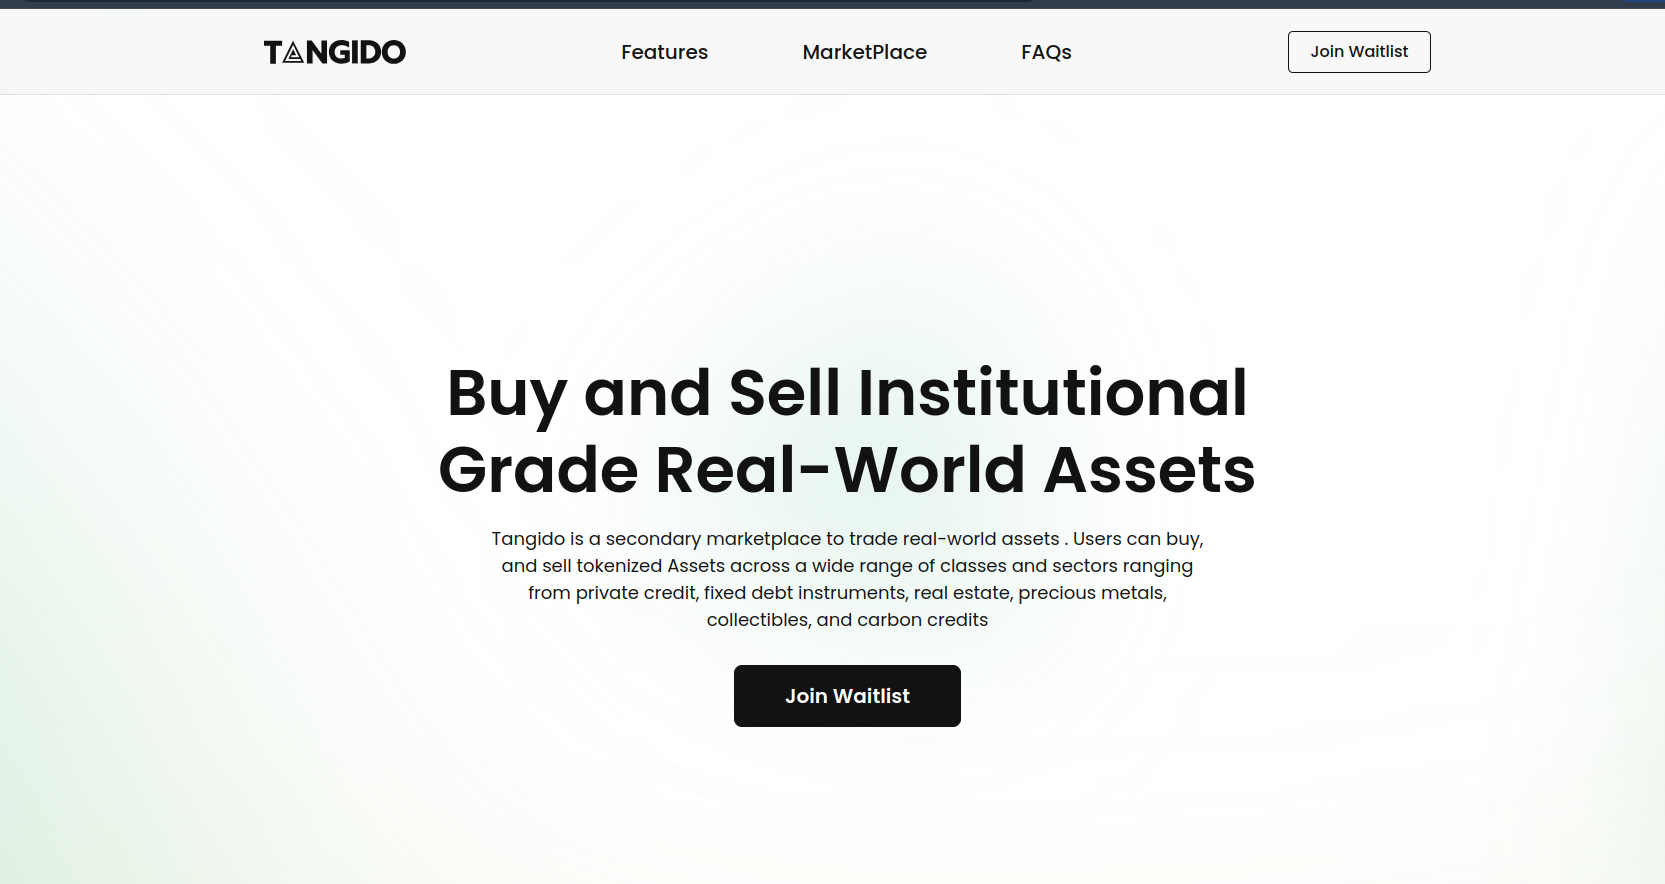 TANGIDO
Features
MarketPlace
FAQs
Join Waitlist
Buy and Sell Institutional
Grade Real-World Assets
Tangido is a secondary marketplace to trade real-world assets . Users can buy,
and sell tokenized Assets across a wide range of classes and sectors ranging
from private credit, fixed debt instruments, real estate, precious metals,
collectibles, and carbon credits
Join Waitlist